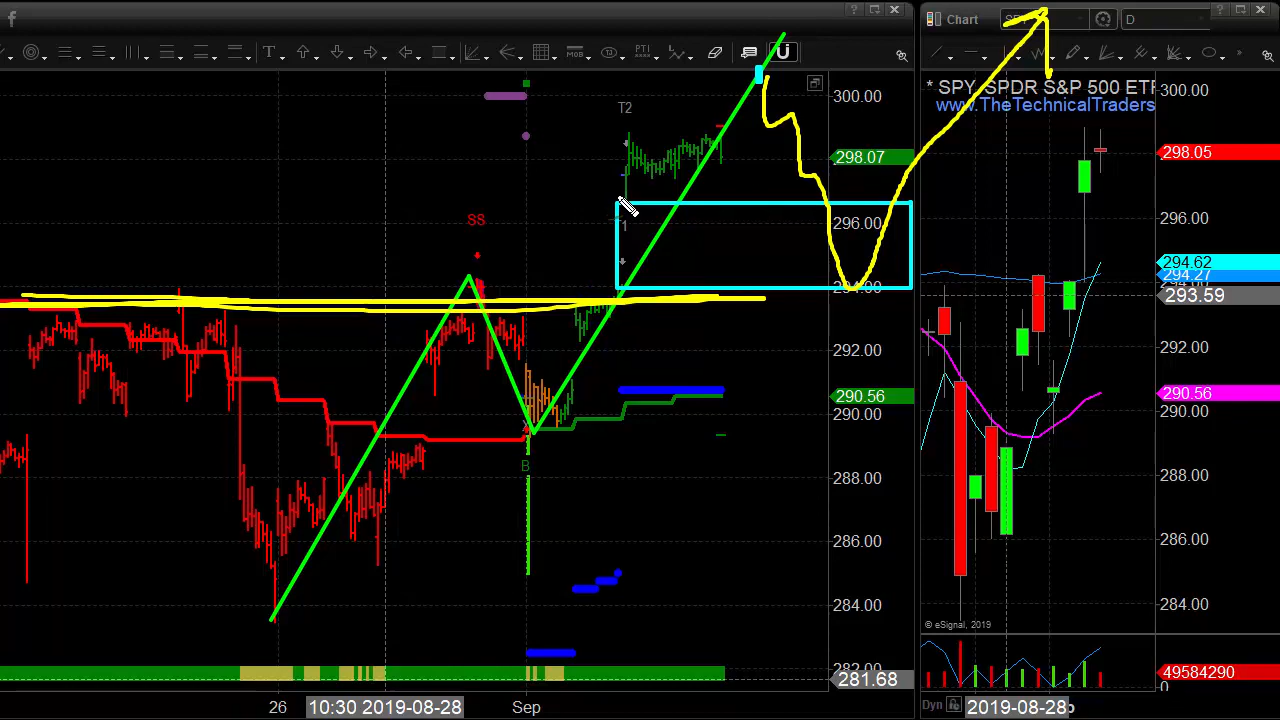 f
Chart
D
T
MOB
PTI
* SPY, SPDR S&P 500 ETF
www.TheTechnicalTraders
300.00
298.07
296.00
294.00
292.00
290.56
290.00
288.00
286.00
284.00
282.00
281.68
T2
SS
1
B
300.00
298.05
296.00
294.62
294.27
293.59
292.00
290.56
290.00
288.00
286.00
284.00
© eSignal, 2019
49584290
0
26
10:30 2019-08-28
Sep
Dyn
2019-08-28